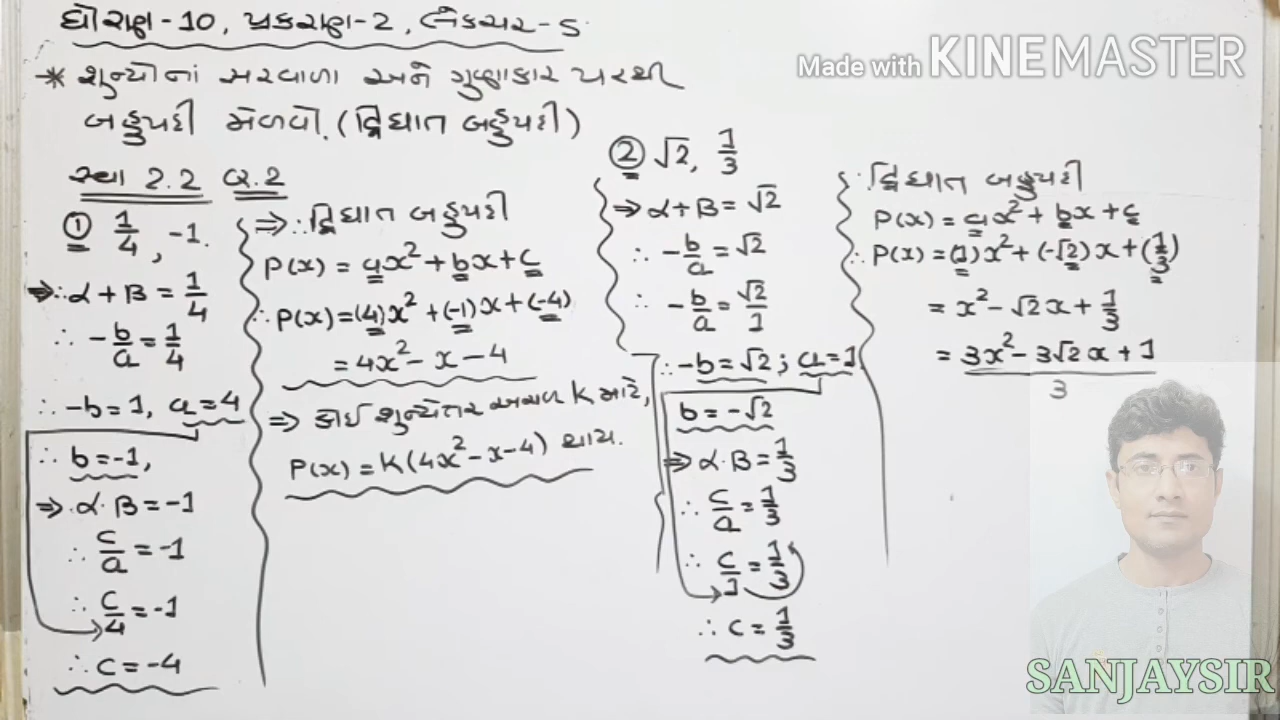 ધોરણ-10, પ્રકરણ-2, લેકચર-5
Made with KINEMASTER
* શૂન્યોનાં સરવાળા અને ગુણાકાર પરથી
બહુપદી મેળવો. (દ્વિઘાત બહુપદી)
સ્વા 2.2 પ્ર.2
① 1/4, -1.
⇒∴ α + β = 1/4
∴ -b/a = 1/4
∴ -b = 1, a = 4
∴ b = -1,
⇒ ∴ α·β = -1
∴ c/a = -1
∴ c/4 = -1
∴ c = -4
⇒ ∴ દ્વિઘાત બહુપદી
P(x) = ax² + bx + c
∴ P(x) = (4)x² + (-1)x + (-4)
= 4x² - x - 4
⇒ કોઈ શૂન્યેતર અચળ K માટે,
P(x) = K(4x² - x - 4) થાય.
② √2, 1/3
⇒ α + β = √2
∴ -b/a = √2
∴ -b/a = √2/1
∴ -b = √2 ; a = 1
b = -√2
⇒ α·β = 1/3
∴ c/a = 1/3
∴ c/1 = 1/3
∴ c = 1/3
∴ દ્વિઘાત બહુપદી
P(x) = ax² + bx + c
∴ P(x) = (1)x² + (-√2)x + (1/3)
= x² - √2x + 1/3
= 3x² - 3√2x + 1 / 3
SANJAYSIR